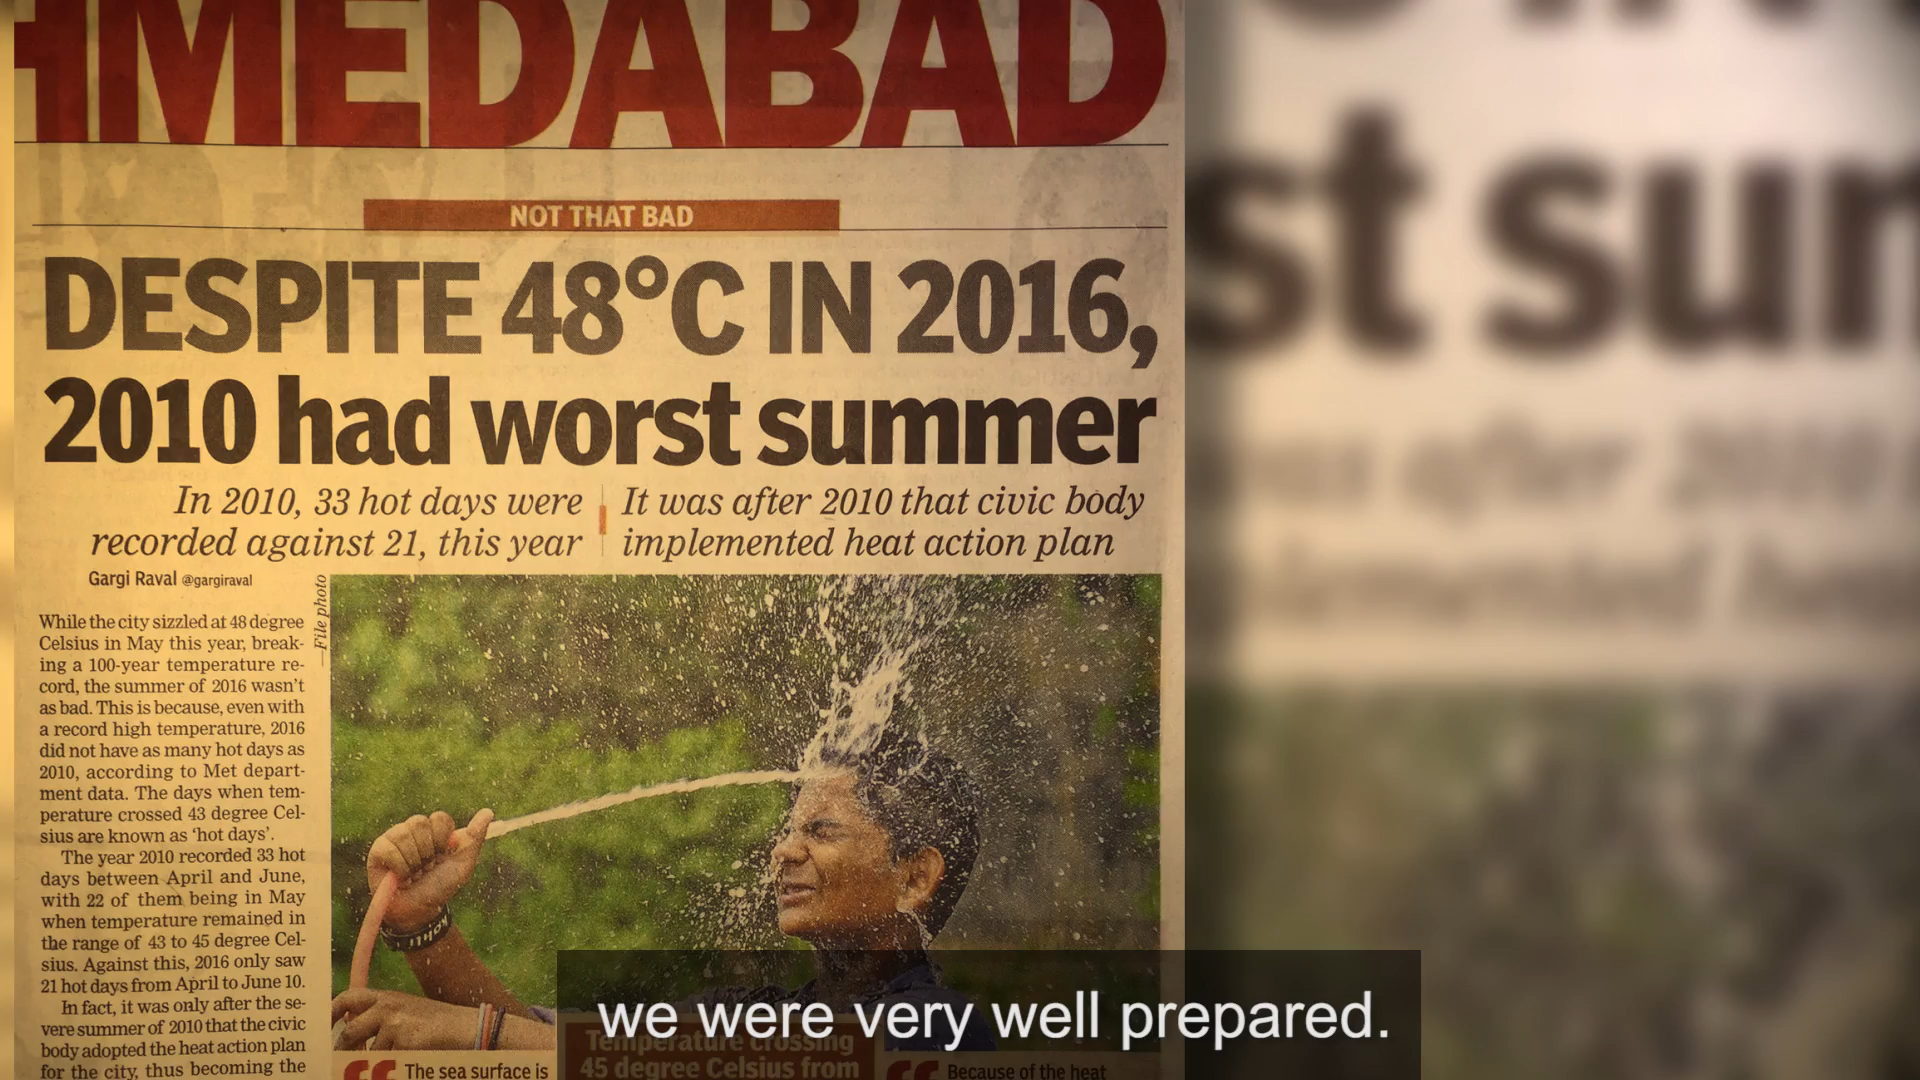 HMEDABAD
NOT THAT BAD
DESPITE 48°C IN 2016,
2010 had worst summer
In 2010, 33 hot days were
recorded against 21, this year
It was after 2010 that civic body
implemented heat action plan
Gargi Raval @gargiraval
—File photo
While the city sizzled at 48 degree
Celsius in May this year, break-
ing a 100-year temperature re-
cord, the summer of 2016 wasn't
as bad. This is because, even with
a record high temperature, 2016
did not have as many hot days as
2010, according to Met depart-
ment data. The days when tem-
perature crossed 43 degree Cel-
sius are known as 'hot days'.
The year 2010 recorded 33 hot
days between April and June,
with 22 of them being in May
when temperature remained in
the range of 43 to 45 degree Cel-
sius. Against this, 2016 only saw
21 hot days from April to June 10.
In fact, it was only after the se-
vere summer of 2010 that the civic
body adopted the heat action plan
for the city, thus becoming the
The sea surface is
Temperature crossing
45 degree Celsius from
Because of the heat
st sum
we were very well prepared.